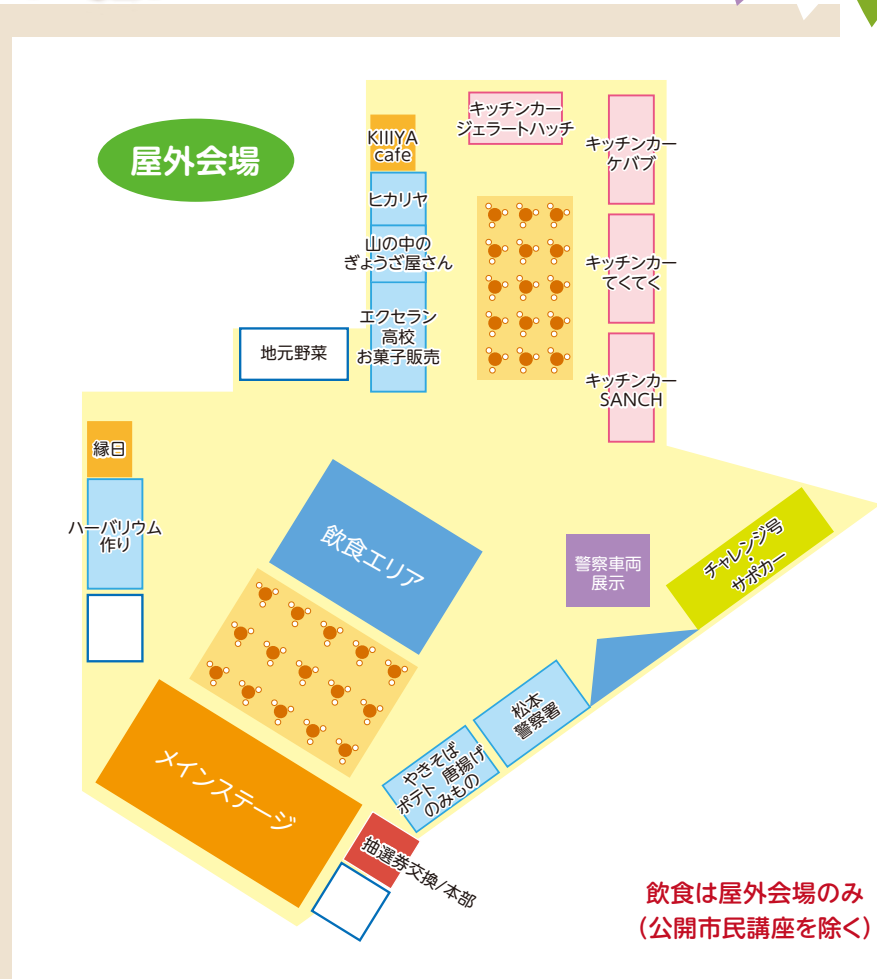 屋外会場
KIIIYA
cafe
ヒカリヤ
山の中の
ぎょうざ屋さん
エクセラン
高校
お菓子販売
キッチンカー
ジェラートハッチ
キッチンカー
ケバブ
キッチンカー
てくてく
キッチンカー
SANCH
地元野菜
縁日
ハーバリウム
作り
飲食エリア
警察車両
展示
チャレンジ号
・
サポカー
松本
警察署
やきそば
ポテト 唐揚げ
のみもの
メインステージ
抽選券交換/本部
飲食は屋外会場のみ
(公開市民講座を除く)